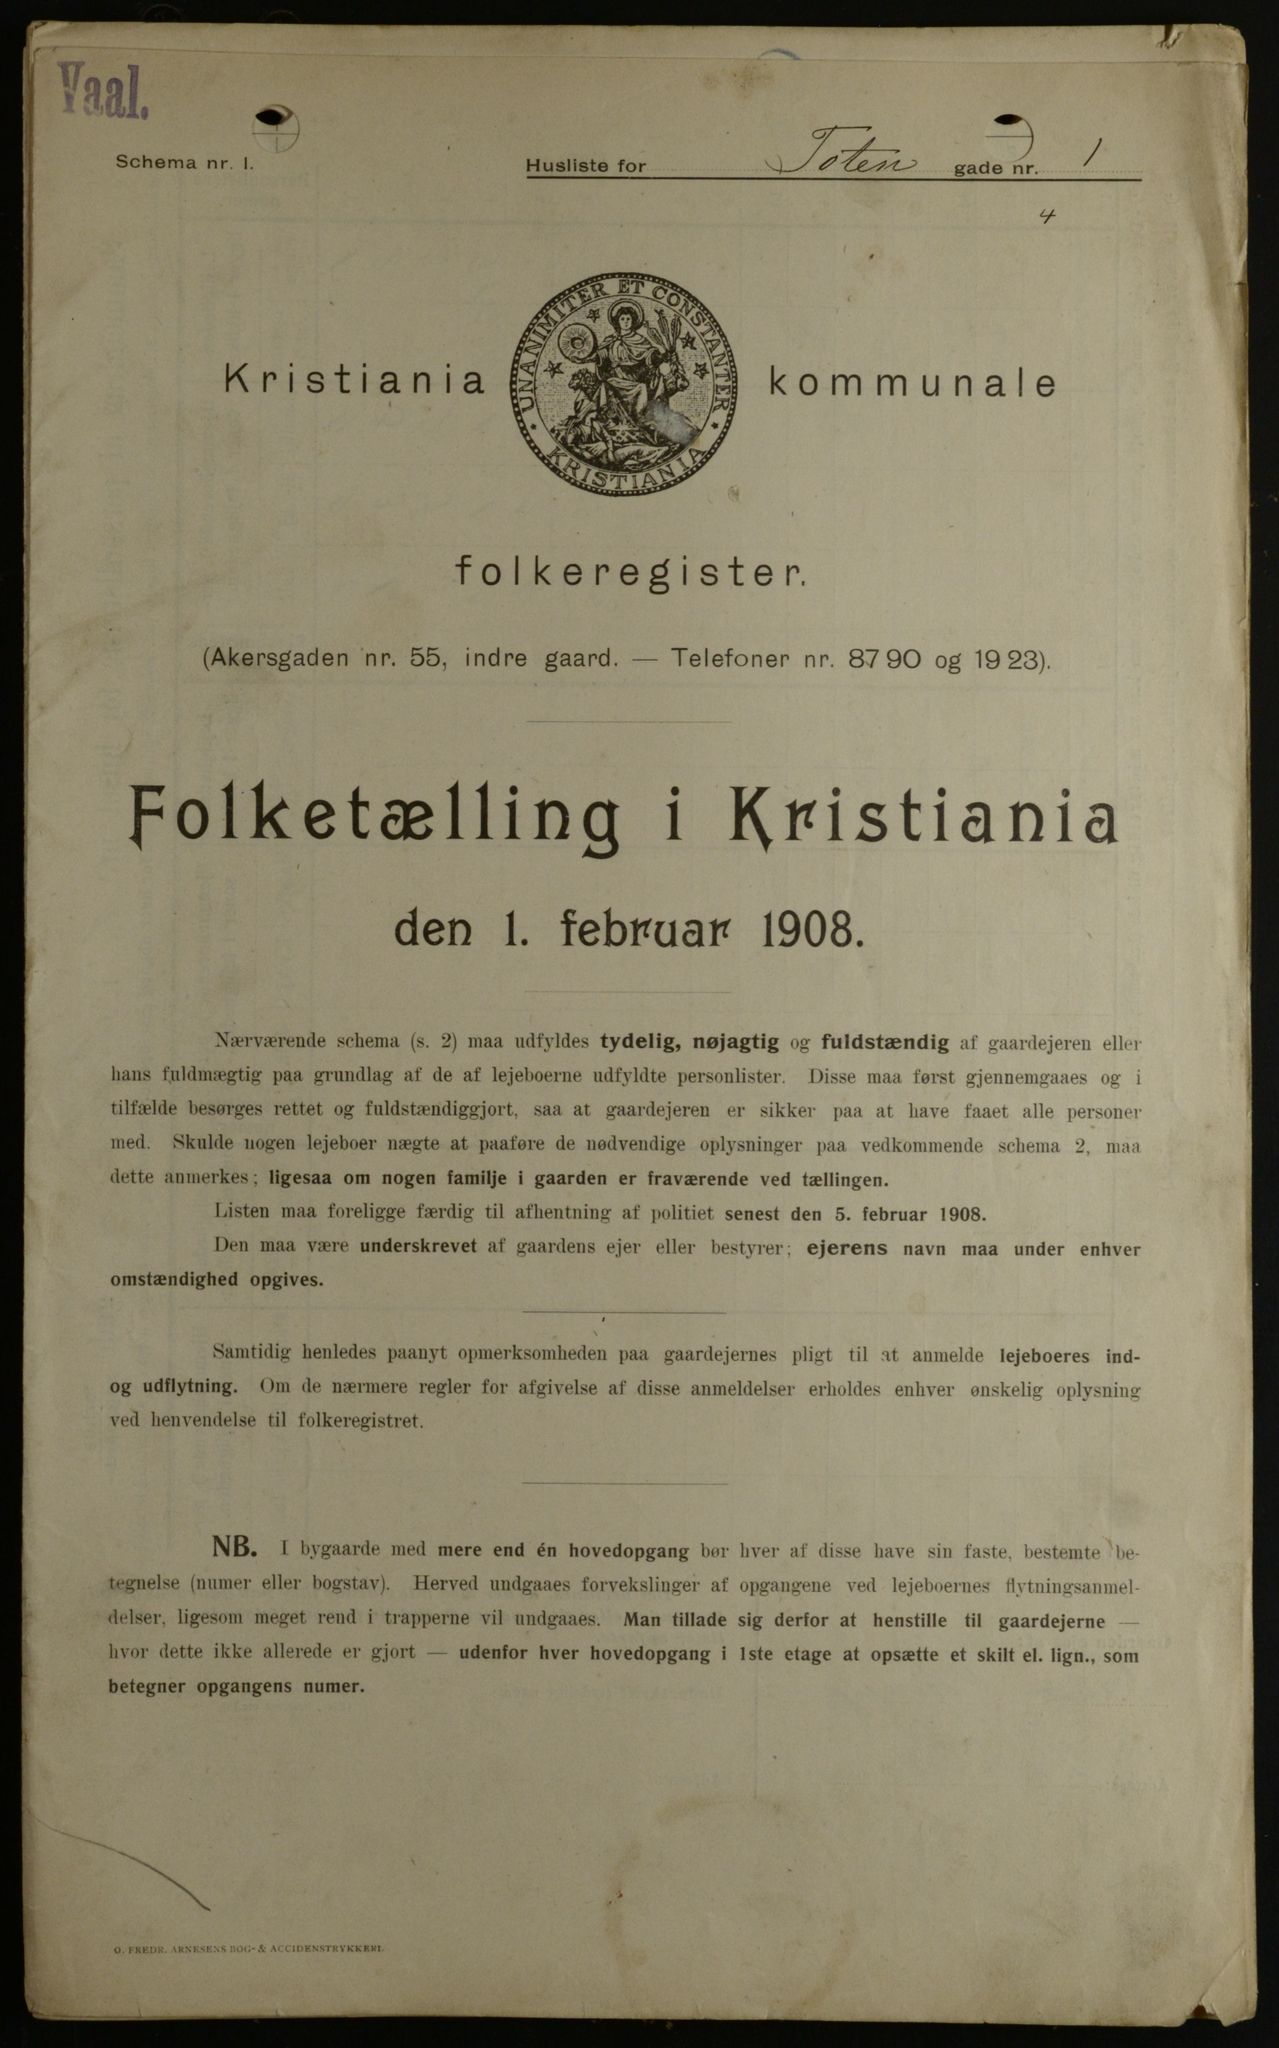 Vaal.
Schema nr. 1.
Husliste for Toten gade nr. 1
4
UNANIMITER ET CONSTANTER
KRISTIANIA
Kristiania kommunale
folkeregister.
(Akersgaden nr. 55, indre gaard. — Telefoner nr. 8790 og 1923).
Folketælling i Kristiania
den 1. februar 1908.
Nærværende schema (s. 2) maa udfyldes tydelig, nøjagtig og fuldstændig af gaardejeren eller
hans fuldmægtig paa grundlag af de af lejeboerne udfyldte personlister. Disse maa først gjennemgaaes og i
tilfælde besørges rettet og fuldstændiggjort, saa at gaardejeren er sikker paa at have faaet alle personer
med. Skulde nogen lejeboer nægte at paaføre de nødvendige oplysninger paa vedkommende schema 2, maa
dette anmerkes; ligesaa om nogen familje i gaarden er fraværende ved tællingen.
Listen maa foreligge færdig til afhentning af politiet senest den 5. februar 1908.
Den maa være underskrevet af gaardens ejer eller bestyrer; ejerens navn maa under enhver
omstændighed opgives.
Samtidig henledes paanyt opmerksomheden paa gaardejernes pligt til at anmelde lejeboeres ind-
og udflytning. Om de nærmere regler for afgivelse af disse anmeldelser erholdes enhver ønskelig oplysning
ved henvendelse til folkeregistret.
NB. I bygaarde med mere end én hovedopgang bør hver af disse have sin faste, bestemte be-
tegnelse (numer eller bogstav). Herved undgaaes forvekslinger af opgangene ved lejeboernes flytningsanmel-
delser, ligesom meget rend i trapperne vil undgaaes. Man tillade sig derfor at henstille til gaardejerne —
hvor dette ikke allerede er gjort — udenfor hver hovedopgang i 1ste etage at opsætte et skilt el. lign., som
betegner opgangens numer.
O. FREDR. ARNESENS BOG- & ACCIDENSTRYKKERI.